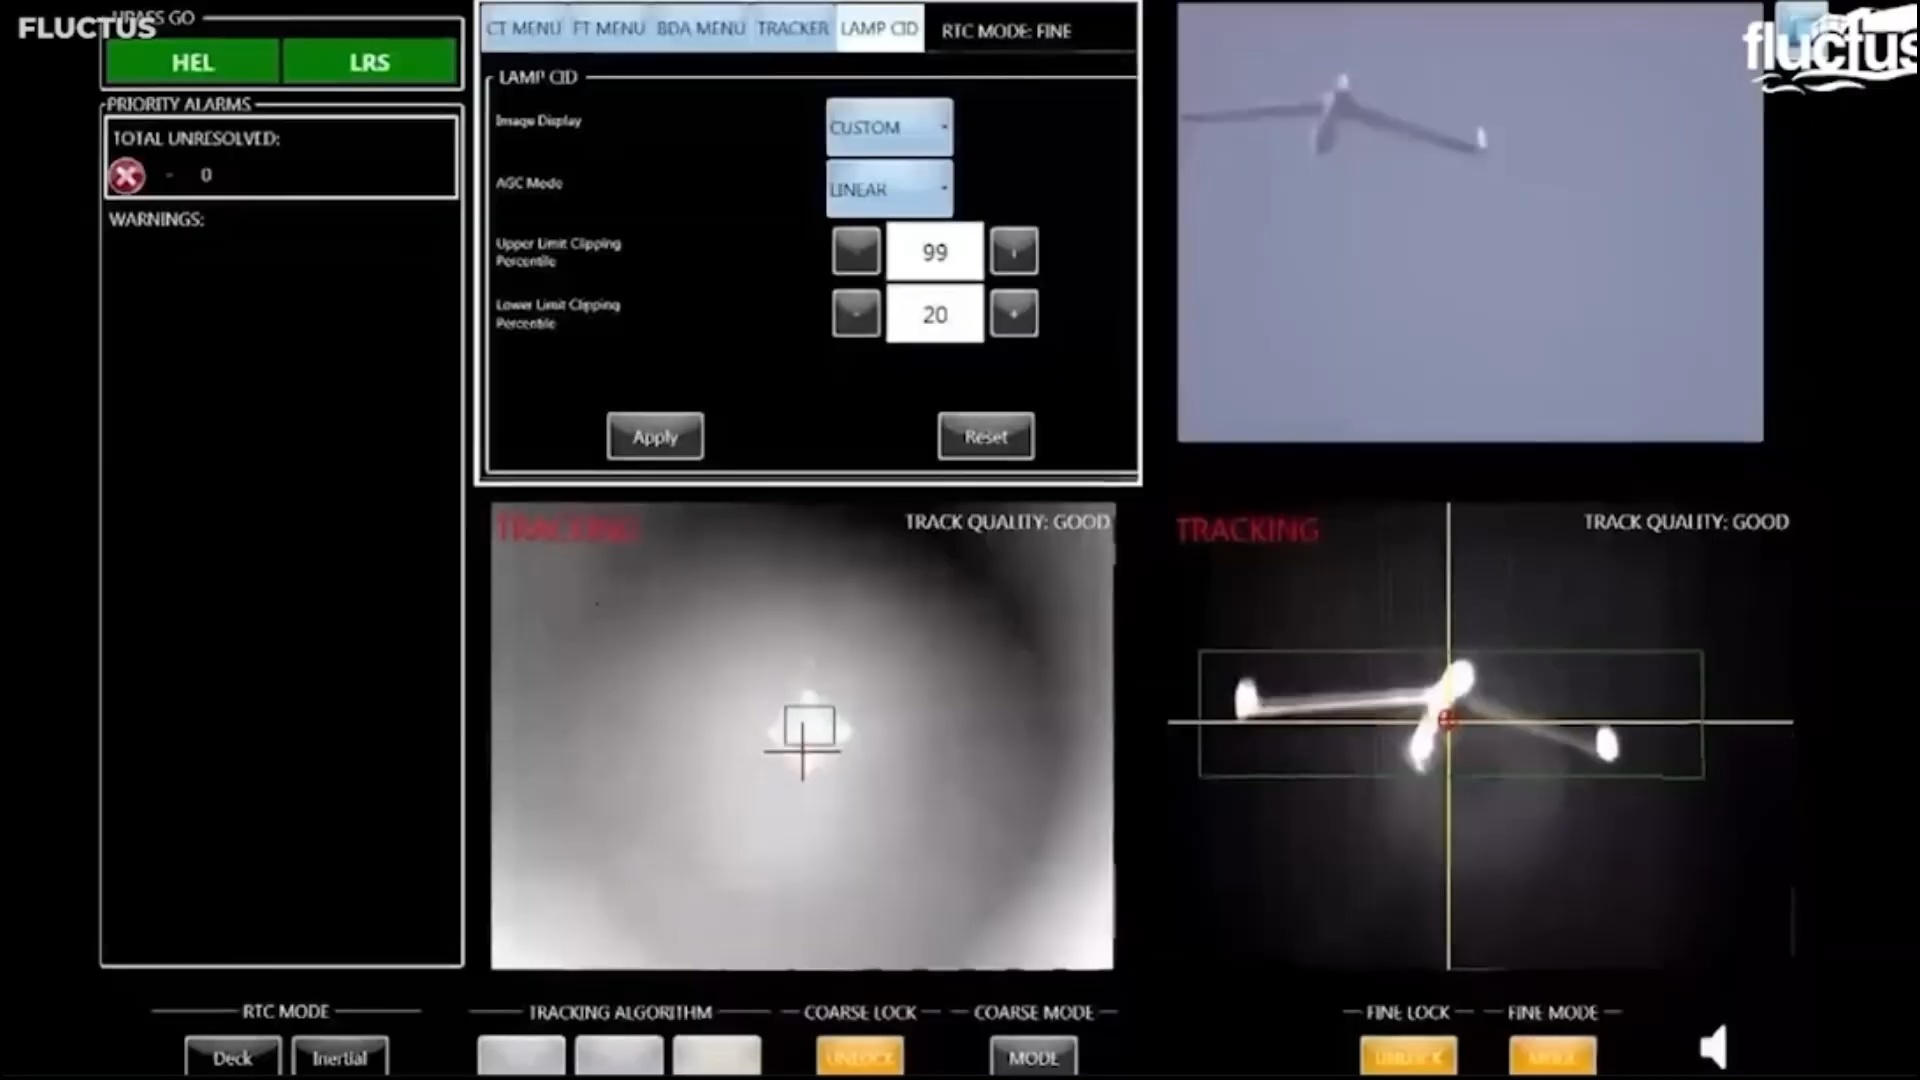 FLUCTUS
fluctus
HEL
LRS
PRIORITY ALARMS
TOTAL UNRESOLVED:
- 0
WARNINGS:
CT MENU FT MENU BDA MENU TRACKER LAMP CID RTC MODE: FINE
LAMP CID
Image Display CUSTOM
AGC Mode LINEAR
Upper Limit Clipping
Percentile
- 99
Lower Limit Clipping
Percentile
- 20 +
Apply Reset
TRACKING TRACK QUALITY: GOOD
TRACKING TRACK QUALITY: GOOD
RTC MODE
Deck Inertial
TRACKING ALGORITHM
COARSE LOCK
UNLOCK
COARSE MODE
MODE
FINE LOCK
UNLOCK
FINE MODE
MODE